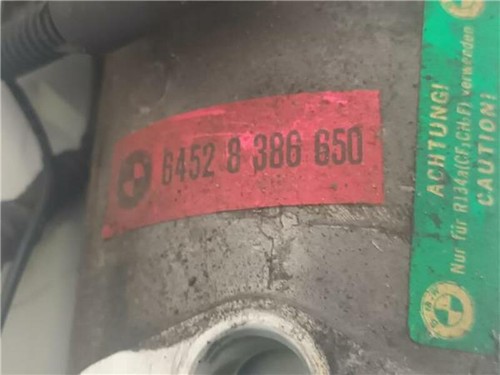 6452 8 386 650
ACHTUNG!
Nur für R134a(CF₃CH₂F) verwenden
CAUTION!